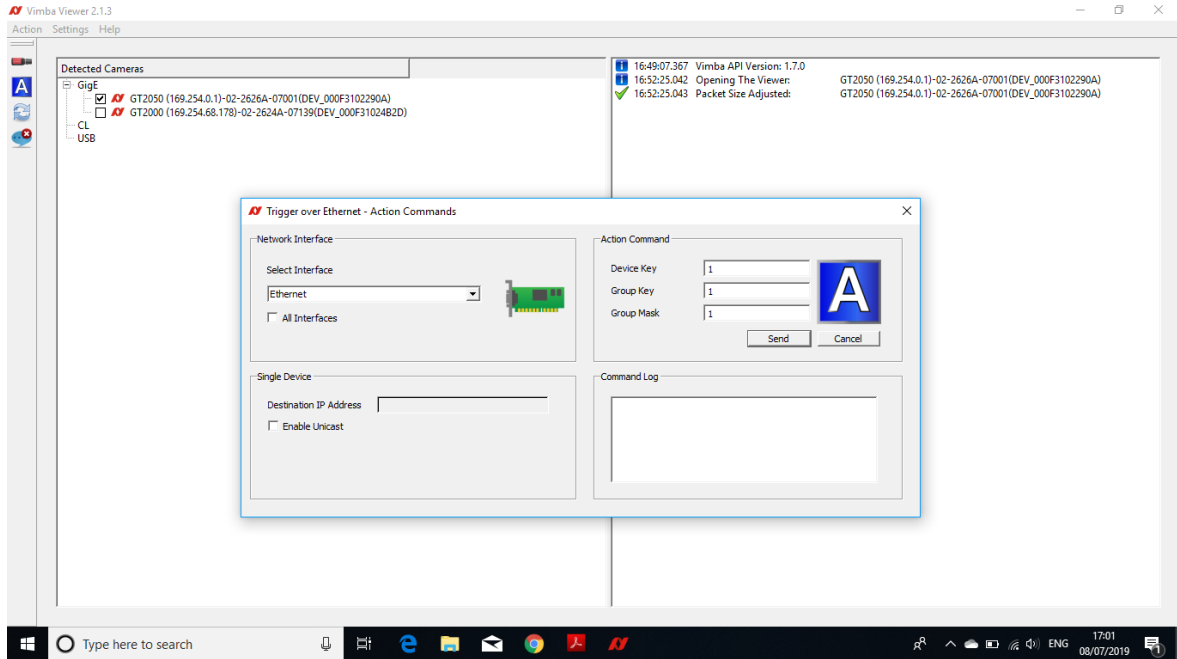 Vimba Viewer 2.1.3
Action Settings Help
Detected Cameras
GigE
GT2050 (169.254.0.1)-02-2626A-07001(DEV_000F3102290A)
GT2000 (169.254.68.178)-02-2624A-07139(DEV_000F31024B2D)
CL
USB
16:49:07.367 Vimba API Version: 1.7.0
16:52:25.042 Opening The Viewer: GT2050 (169.254.0.1)-02-2626A-07001(DEV_000F3102290A)
16:52:25.043 Packet Size Adjusted: GT2050 (169.254.0.1)-02-2626A-07001(DEV_000F3102290A)
Trigger over Ethernet - Action Commands
Network Interface
Select Interface
Ethernet
All Interfaces
Action Command
Device Key 1
Group Key 1
Group Mask 1
A
Send Cancel
Single Device
Destination IP Address
Enable Unicast
Command Log
A
Type here to search
ENG
17:01
08/07/2019
1